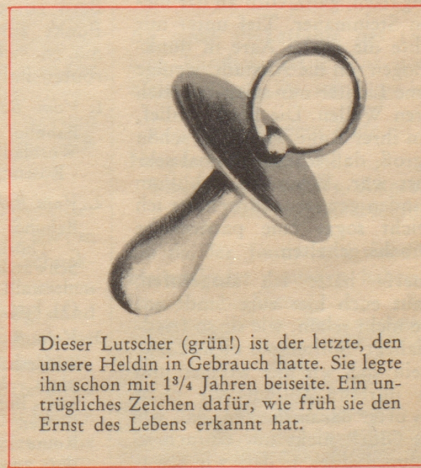 Dieser Lutscher (grün!) ist der letzte, den
unsere Heldin in Gebrauch hatte. Sie legte
ihn schon mit 1¾ Jahren beiseite. Ein un-
trügliches Zeichen dafür, wie früh sie den
Ernst des Lebens erkannt hat.